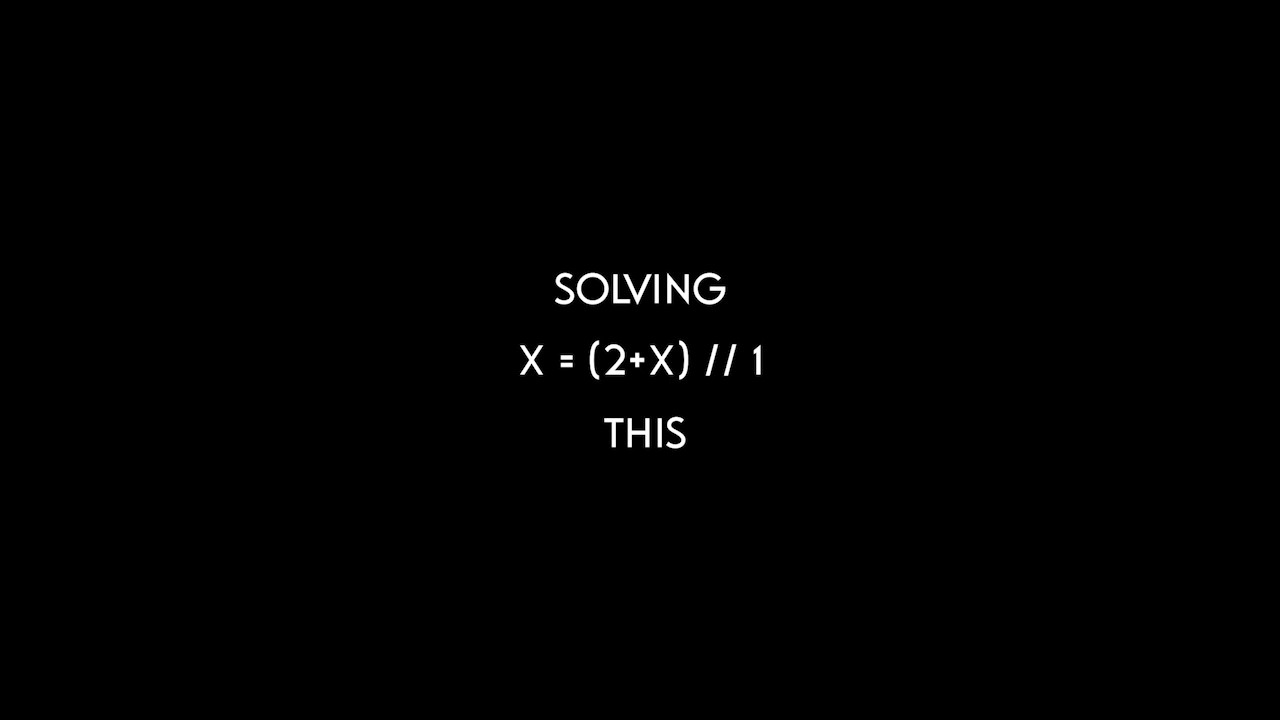 SOLVING
X = (2+X) // 1
THIS